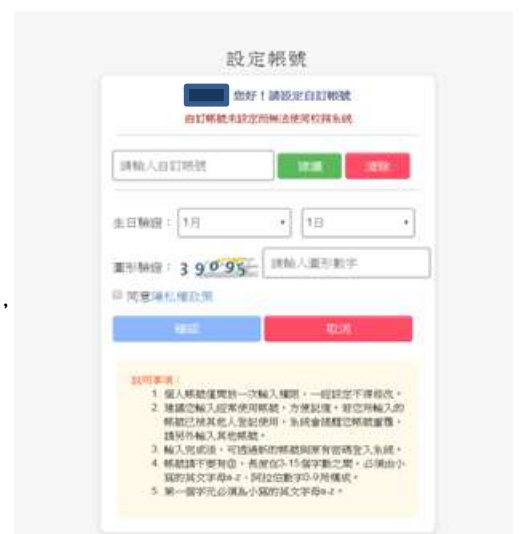 設定帳號
您好！請設定自訂帳號
自訂帳號未設定前無法使用校務系統
請輸入自訂帳號
建議 清除
生日驗證： 1月 1日
圖形驗證： 39095 請輸入圖形數字
，
同意隱私權政策
確認 取消
說明事項：
1. 個人帳號僅開放一次輸入權限，一經設定不得修改。
2. 建議您輸入經常使用帳號，方便記憶。若您所輸入的
帳號已被其他人登記使用，系統會提醒您帳號重覆，
請另外輸入其他帳號。
3. 輸入完成後，可透過新的帳號與原有密碼登入系統。
4. 帳號請不要有@，長度在3-15個字數之間，必須由小
寫的英文字母a-z、阿拉伯數字0-9所構成。
5. 第一個字元必須為小寫的英文字母a-z。